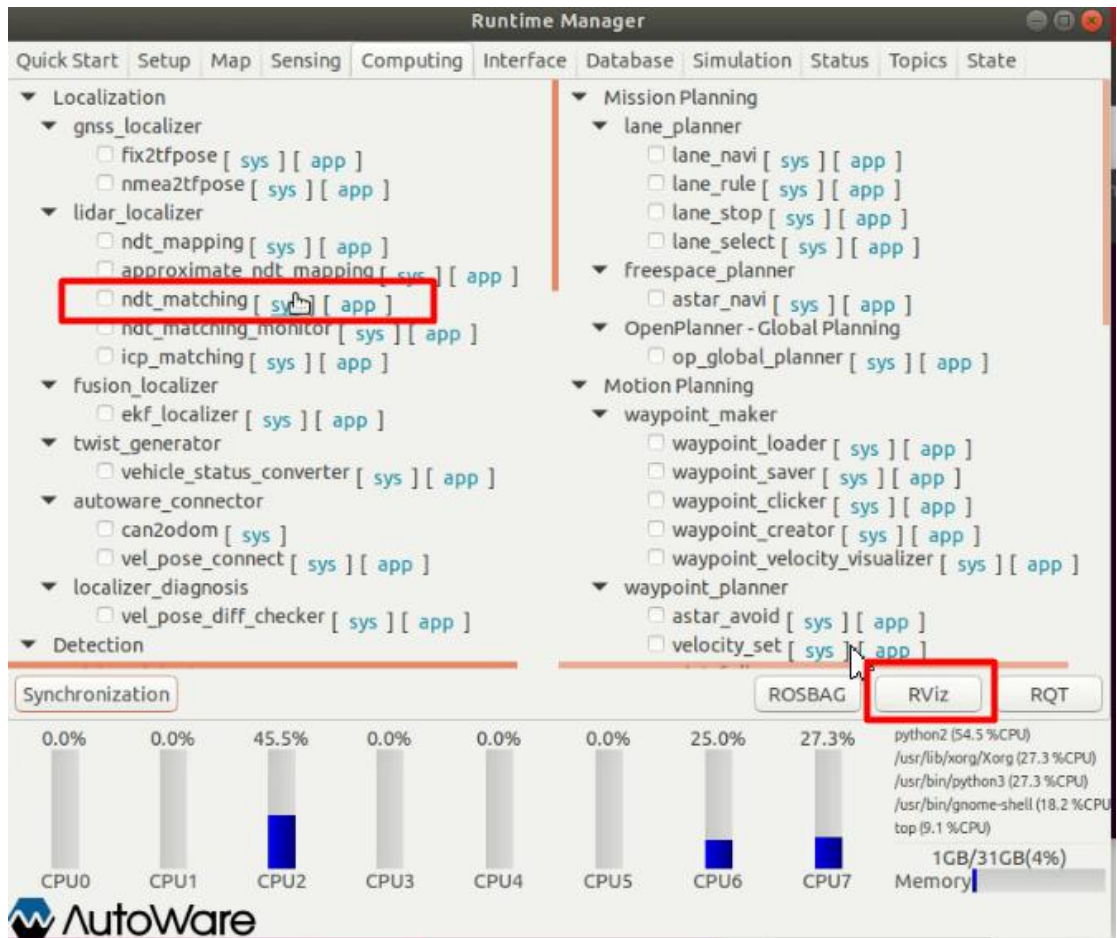 Runtime Manager
Quick Start Setup Map Sensing Computing Interface Database Simulation Status Topics State
Localization
gnss_localizer
fix2tfpose [ sys ] [ app ]
nmea2tfpose [ sys ] [ app ]
lidar_localizer
ndt_mapping [ sys ] [ app ]
approximate_ndt_mapping [ sys ] [ app ]
ndt_matching [ sys ] [ app ]
ndt_matching_monitor [ sys ] [ app ]
icp_matching [ sys ] [ app ]
fusion_localizer
ekf_localizer [ sys ] [ app ]
twist_generator
vehicle_status_converter [ sys ] [ app ]
autoware_connector
can2odom [ sys ]
vel_pose_connect [ sys ] [ app ]
localizer_diagnosis
vel_pose_diff_checker [ sys ] [ app ]
Detection
Mission Planning
lane_planner
lane_navi [ sys ] [ app ]
lane_rule [ sys ] [ app ]
lane_stop [ sys ] [ app ]
lane_select [ sys ] [ app ]
freespace_planner
astar_navi [ sys ] [ app ]
OpenPlanner - Global Planning
op_global_planner [ sys ] [ app ]
Motion Planning
waypoint_maker
waypoint_loader [ sys ] [ app ]
waypoint_saver [ sys ] [ app ]
waypoint_clicker [ sys ] [ app ]
waypoint_creator [ sys ] [ app ]
waypoint_velocity_visualizer [ sys ] [ app ]
waypoint_planner
astar_avoid [ sys ] [ app ]
velocity_set [ sys ] [ app ]
Synchronization ROSBAG RViz RQT
0.0% 0.0% 45.5% 0.0% 0.0% 0.0% 25.0% 27.3%
CPU0 CPU1 CPU2 CPU3 CPU4 CPU5 CPU6 CPU7
python2 (54.5 %CPU)
/usr/lib/xorg/Xorg (27.3 %CPU)
/usr/bin/python3 (27.3 %CPU)
/usr/bin/gnome-shell (18.2 %CPU
top (9.1 %CPU)
1GB/31GB(4%)
Memory
AutoWare